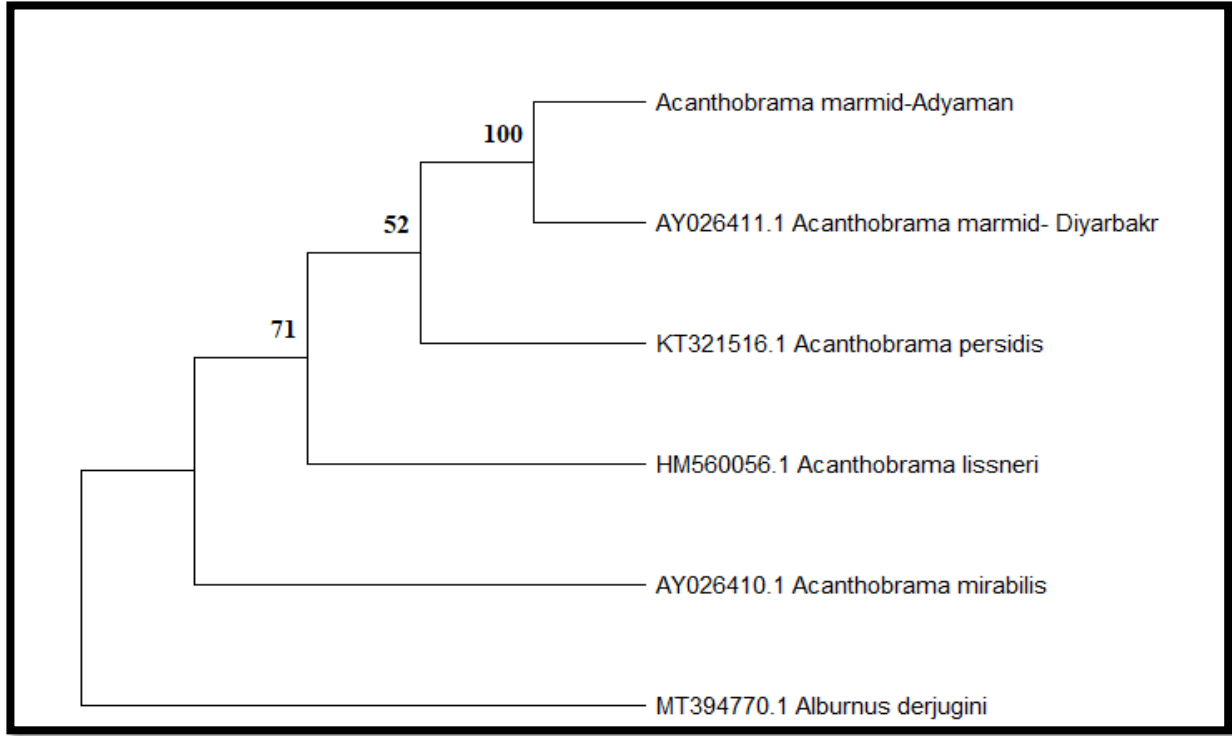 Acanthobrama marmid-Adyaman
100
AY026411.1 Acanthobrama marmid- Diyarbakr
52
KT321516.1 Acanthobrama persidis
71
HM560056.1 Acanthobrama lissneri
AY026410.1 Acanthobrama mirabilis
MT394770.1 Alburnus derjugini